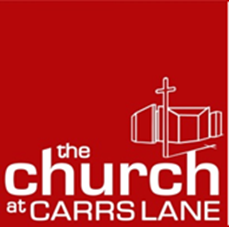 the
church
at CARRS LANE